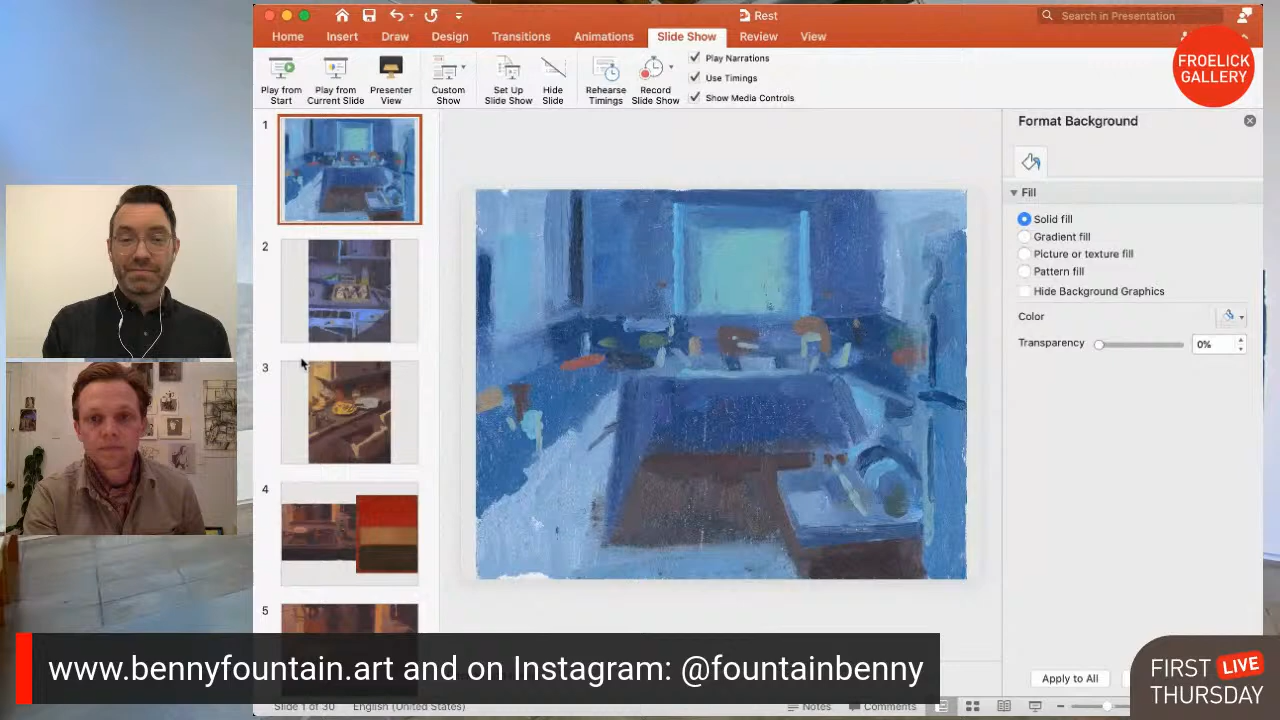 Rest
Search in Presentation
Home Insert Draw Design Transitions Animations Slide Show Review View
FROELICK
GALLERY
Play from
Start
Play from
Current Slide
Presenter
View
Custom
Show
Set Up
Slide Show
Hide
Slide
Rehearse
Timings
Record
Slide Show
Play Narrations
Use Timings
Show Media Controls
1
2
3
4
5
Format Background
Fill
Solid fill
Gradient fill
Picture or texture fill
Pattern fill
Hide Background Graphics
Color
Transparency 0%
Apply to All
www.bennyfountain.art and on Instagram: @fountainbenny
FIRST LIVE
THURSDAY
Slide 1 of 30 English (United States) Notes Comments